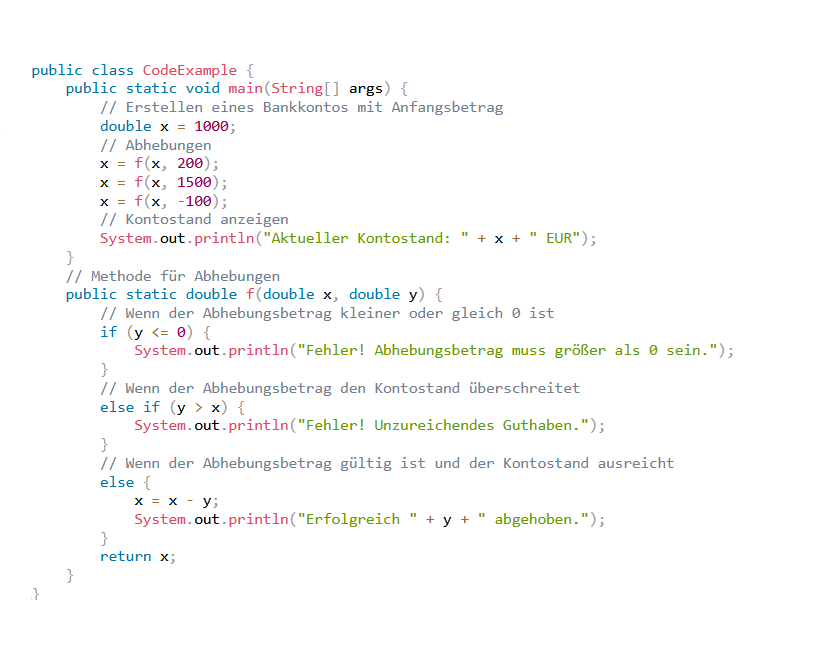 public class CodeExample {
    public static void main(String[] args) {
        // Erstellen eines Bankkontos mit Anfangsbetrag
        double x = 1000;
        // Abhebungen
        x = f(x, 200);
        x = f(x, 1500);
        x = f(x, -100);
        // Kontostand anzeigen
        System.out.println("Aktueller Kontostand: " + x + " EUR");
    }
    // Methode für Abhebungen
    public static double f(double x, double y) {
        // Wenn der Abhebungsbetrag kleiner oder gleich 0 ist
        if (y <= 0) {
            System.out.println("Fehler! Abhebungsbetrag muss größer als 0 sein.");
        }
        // Wenn der Abhebungsbetrag den Kontostand überschreitet
        else if (y > x) {
            System.out.println("Fehler! Unzureichendes Guthaben.");
        }
        // Wenn der Abhebungsbetrag gültig ist und der Kontostand ausreicht
        else {
            x = x - y;
            System.out.println("Erfolgreich " + y + " abgehoben.");
        }
        return x;
    }
}